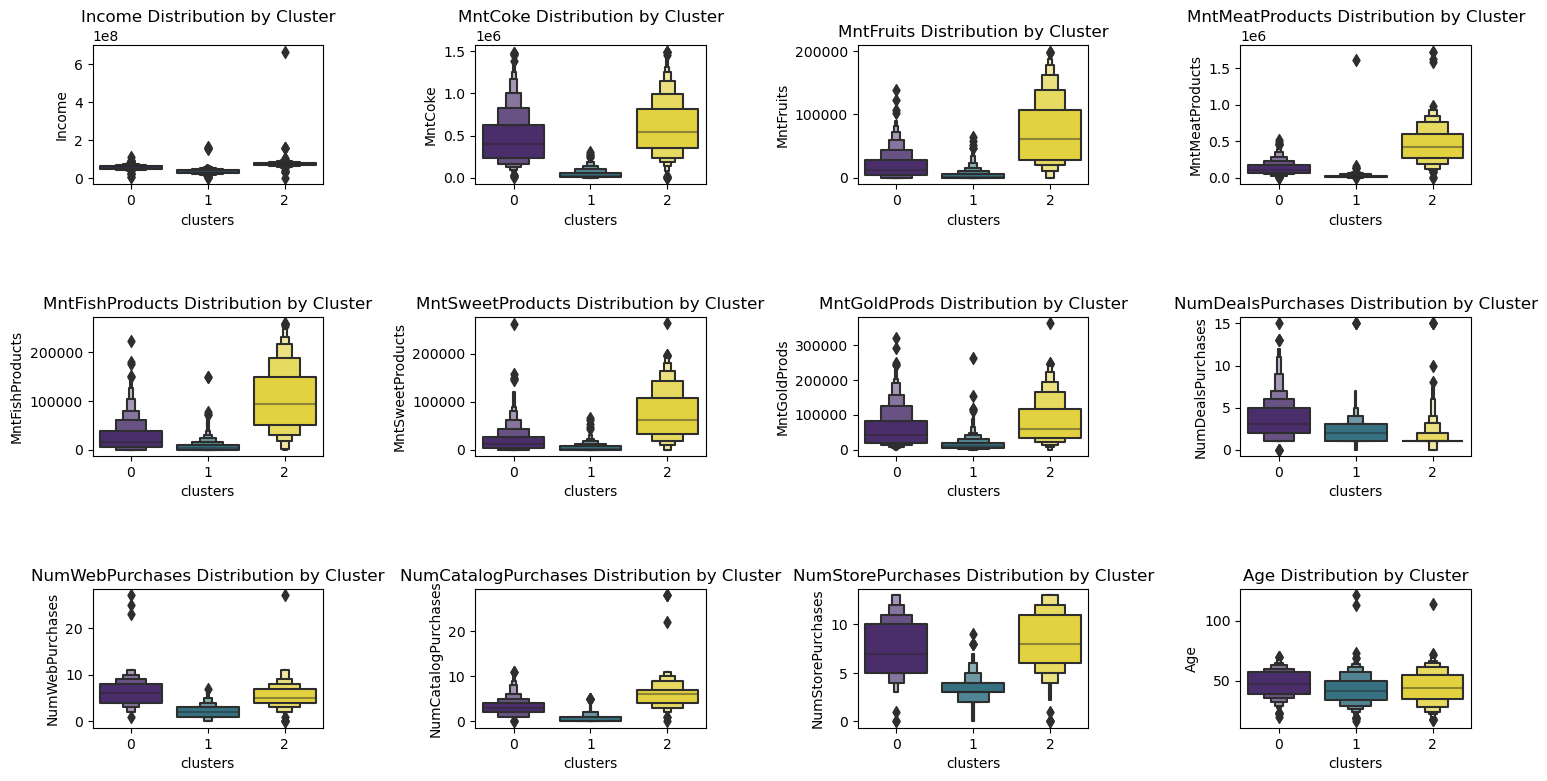 Income Distribution by Cluster
1e8
6
4
2
0
Income
0 1 2
clusters
MntCoke Distribution by Cluster
1e6
1.5
1.0
0.5
0.0
MntCoke
0 1 2
clusters
MntFruits Distribution by Cluster
200000
100000
0
MntFruits
0 1 2
clusters
MntMeatProducts Distribution by Cluster
1e6
1.5
1.0
0.5
0.0
MntMeatProducts
0 1 2
clusters
MntFishProducts Distribution by Cluster
200000
100000
0
MntFishProducts
0 1 2
clusters
MntSweetProducts Distribution by Cluster
200000
100000
0
MntSweetProducts
0 1 2
clusters
MntGoldProds Distribution by Cluster
300000
200000
100000
0
MntGoldProds
0 1 2
clusters
NumDealsPurchases Distribution by Cluster
15
10
5
0
NumDealsPurchases
0 1 2
clusters
NumWebPurchases Distribution by Cluster
20
10
0
NumWebPurchases
0 1 2
clusters
NumCatalogPurchases Distribution by Cluster
20
10
0
NumCatalogPurchases
0 1 2
clusters
NumStorePurchases Distribution by Cluster
10
5
0
NumStorePurchases
0 1 2
clusters
Age Distribution by Cluster
100
50
Age
0 1 2
clusters